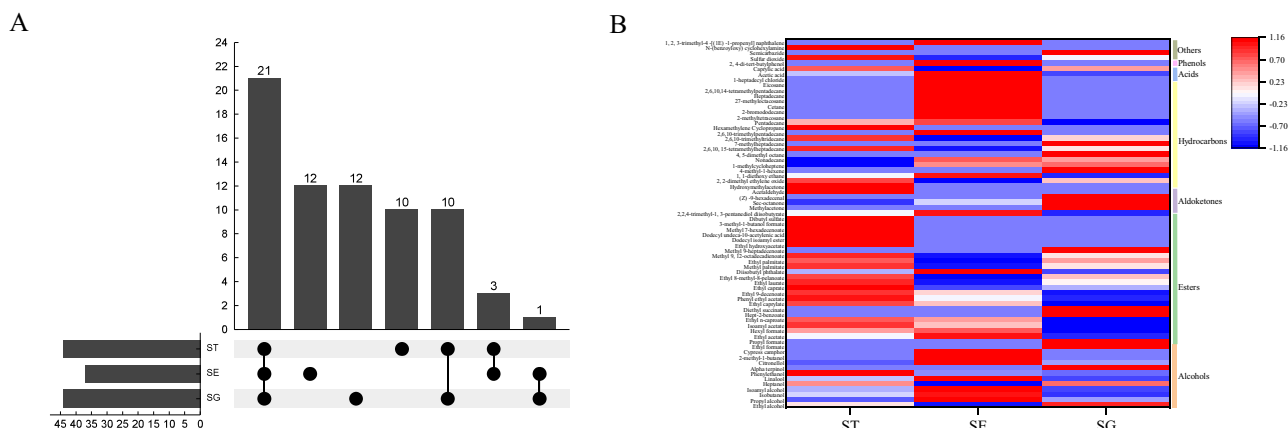 A
B
24
22
20
18
16
14
12
10
8
6
4
2
0
21
12
12
10
10
3
1
ST
SE
SG
45 40 35 30 25 20 15 10 5 0
1, 2, 3-trimethyl-4 -[(1E) -1-propenyl] naphthalene
N-(benzoyloxy) cyclohexylamine
Semicarbazide
Sulfur dioxide
2, 4-di-tert-butylphenol
Caprylic acid
Acetic acid
1-heptadecyl chloride
Eicosane
2,6,10,14-tetramethylpentadecane
Heptadecane
27-methyloctacosane
Cetane
2-bromododecane
2-methyltetracosane
Pentadecane
Hexamethylene Cyclopropane
2,6,10-trimethylpentadecane
2,6,10-trimethyltridecane
7-methylheptadecane
2,6,10, 15-tetramethylheptadecane
4, 5-dimethyl octane
Nonadecane
1-methylcycloheptene
4-methyl-1-hexene
1, 1-diethoxy ethane
2, 2-dimethyl ethylene oxide
Hydroxymethylacetone
Acetaldehyde
(Z) -9-hexadecenal
Sec-octanone
Methylacetone
2,2,4-trimethyl-1, 3-pentanediol diisobutyrate
Dibutyl sulfate
3-methyl-1-butanol formate
Methyl 7-hexadecenoate
Dodecyl undeca-10-acetylenic acid
Dodecyl isoamyl ester
Ethyl hydroxyacetate
Methyl 9-heptadecenoate
Methyl 9, 12-octadecadienoate
Ethyl palmitate
Methyl palmitate
Diisobutyl phthalate
Ethyl 8-methyl-8-pelanoate
Ethyl laurate
Ethyl caprate
Ethyl 9-decenoate
Phenyl ethyl acetate
Ethyl caprylate
Diethyl succinate
Hept-2-benzoate
Ethyl n-caproate
Isoamyl acetate
Hexyl formate
Ethyl acetate
Propyl formate
Ethyl formate
Cypress camphor
2-methyl-1-butanol
Citronellol
Alpha terpinol
Phenylethanol
Linalool
Heptanol
Isoamyl alcohol
Isobutanol
Propyl alcohol
Ethyl alcohol
Others
Phenols
Acids
Hydrocarbons
Aldoketones
Esters
Alcohols
1.16
0.70
0.23
-0.23
-0.70
-1.16
ST SE SG